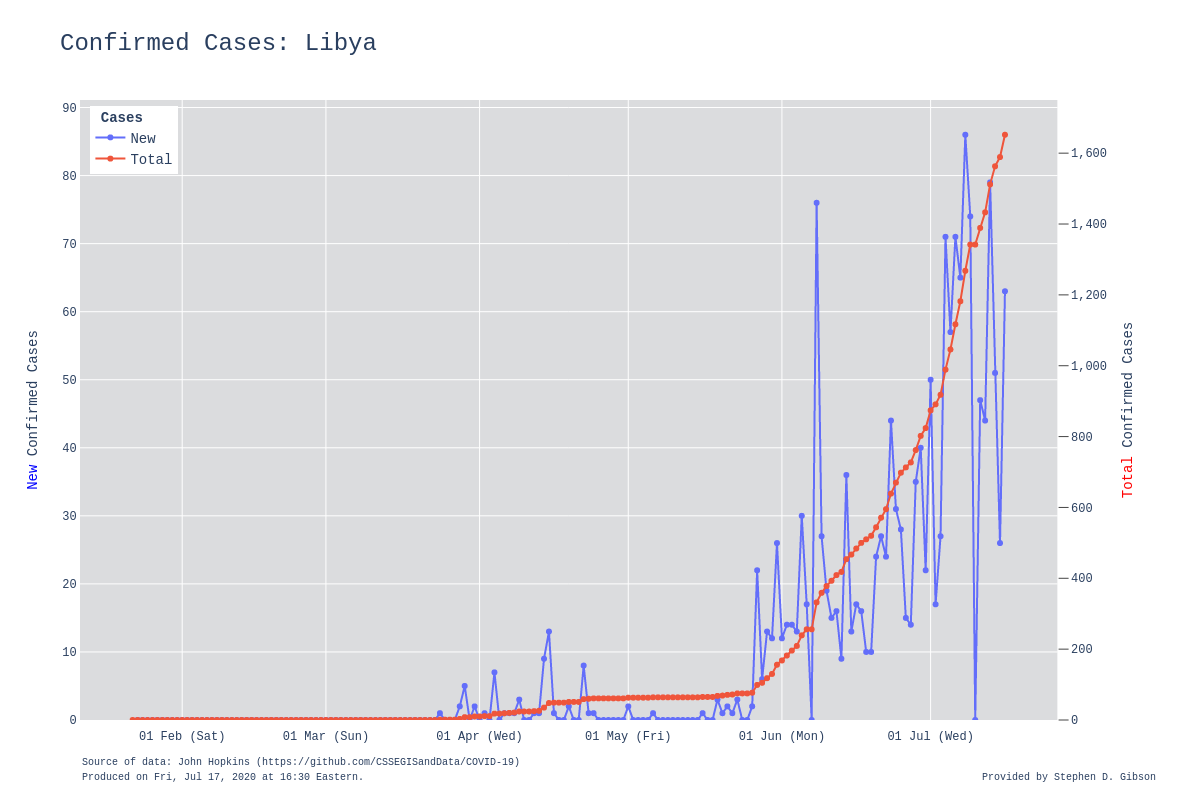 Confirmed Cases: Libya
Cases
New
Total
90
80
70
60
50
40
30
20
10
0
New Confirmed Cases
1,600
1,400
1,200
1,000
800
600
400
200
0
Total Confirmed Cases
01 Feb (Sat) 01 Mar (Sun) 01 Apr (Wed) 01 May (Fri) 01 Jun (Mon) 01 Jul (Wed)
Source of data: John Hopkins (https://github.com/CSSEGISandData/COVID-19)
Produced on Fri, Jul 17, 2020 at 16:30 Eastern.
Provided by Stephen D. Gibson